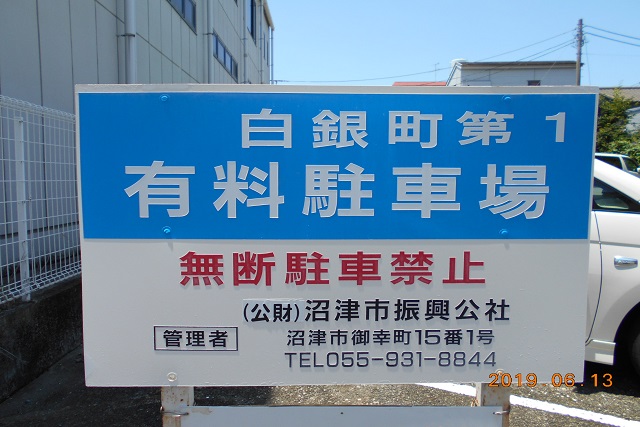 白銀町第1
有料駐車場
無断駐車禁止
(公財)沼津市振興公社
管理者 沼津市御幸町15番1号
TEL055-931-8844
2019.06.13